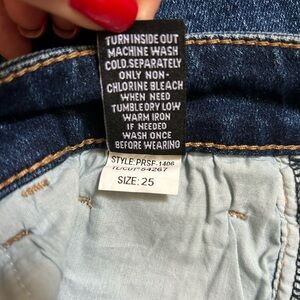 TURN INSIDE OUT
MACHINE WASH
COLD.SEPARATELY
ONLY NON-
CHLORINE BLEACH
WHEN NEED
TUMBLE DRY LOW
WARM IRON
IF NEEDED
WASH ONCE
BEFORE WEARING
STYLE: PRSF-1406
SIZE: 25